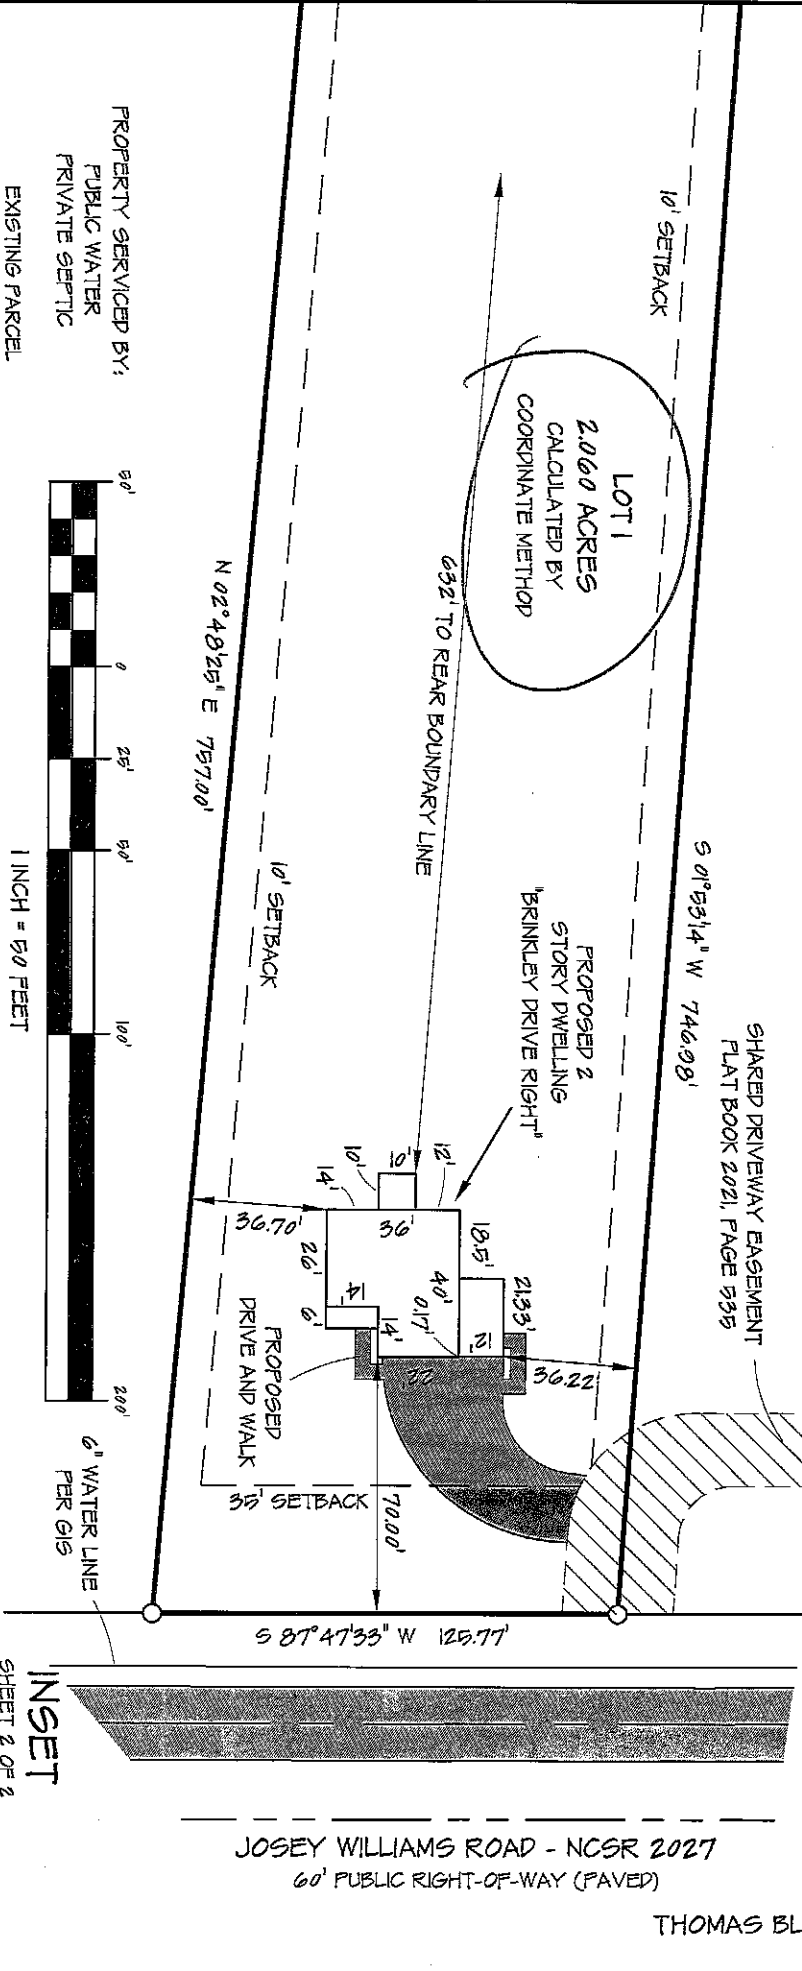 10' SETBACK
LOT 1
2.060 ACRES
CALCULATED BY
COORDINATE METHOD
632' TO REAR BOUNDARY LINE
PROPERTY SERVICED BY:
PUBLIC WATER
PRIVATE SEPTIC
EXISTING PARCEL
50'
0
25'
50'
100'
200'
1 INCH = 50 FEET
N 02°48'25" E 757.00'
10' SETBACK
S 01°53'14" W 746.98'
SHARED DRIVEWAY EASEMENT
PLAT BOOK 2021, PAGE 535
PROPOSED 2
STORY DWELLING
"BRINKLEY DRIVE RIGHT"
12'
10'
10'
14'
36'
36.70'
18.5'
26'
40'
21.33'
0.17'
14'
6'
14'
12'
22'
36.22
PROPOSED
DRIVE AND WALK
35' SETBACK
70.00'
6" WATER LINE
PER GIS
S 87°47'33" W 125.77'
INSET
SHEET 2 OF 2
JOSEY WILLIAMS ROAD - NCSR 2027
60' PUBLIC RIGHT-OF-WAY (PAVED)
THOMAS BL